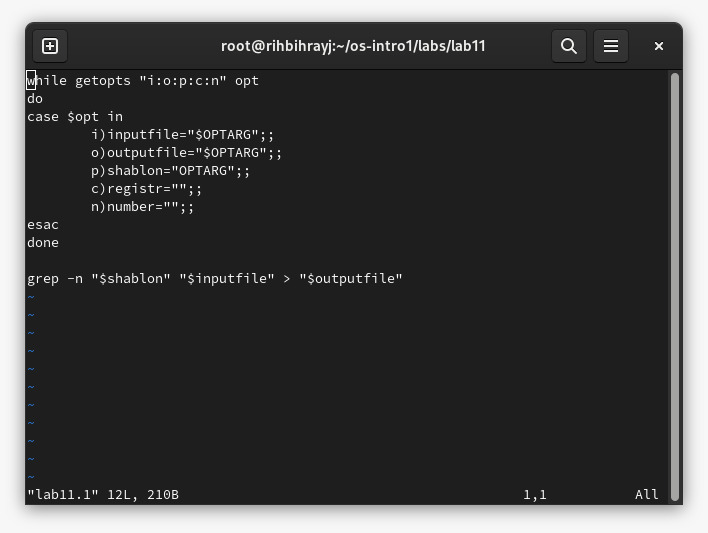 root@rihbihrayj:~/os-intro1/labs/lab11
while getopts "i:o:p:c:n" opt
do
case $opt in
        i)inputfile="$OPTARG";;
        o)outputfile="$OPTARG";;
        p)shablon="OPTARG";;
        c)registr="";;
        n)number="";;
esac
done

grep -n "$shablon" "$inputfile" > "$outputfile"
~
~
~
~
~
~
~
~
~
~
~
"lab11.1" 12L, 210B 1,1 All